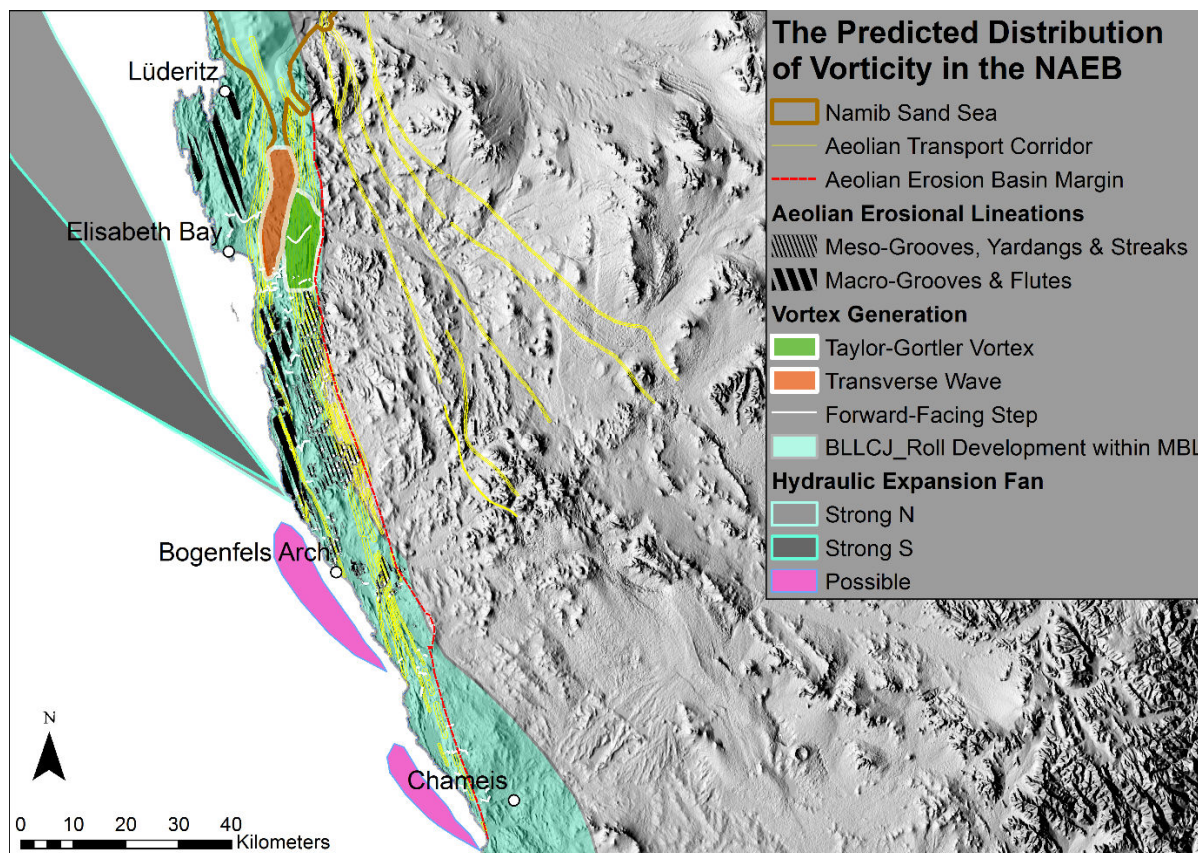 The Predicted Distribution
of Vorticity in the NAEB
Namib Sand Sea
Aeolian Transport Corridor
Aeolian Erosion Basin Margin
Aeolian Erosional Lineations
Meso-Grooves, Yardangs & Streaks
Macro-Grooves & Flutes
Vortex Generation
Taylor-Gortler Vortex
Transverse Wave
Forward-Facing Step
BLLCJ_Roll Development within MBL
Hydraulic Expansion Fan
Strong N
Strong S
Possible
Lüderitz
Elisabeth Bay
Bogenfels Arch
Chameis
N
0 5 10 20 30 40
Kilometers